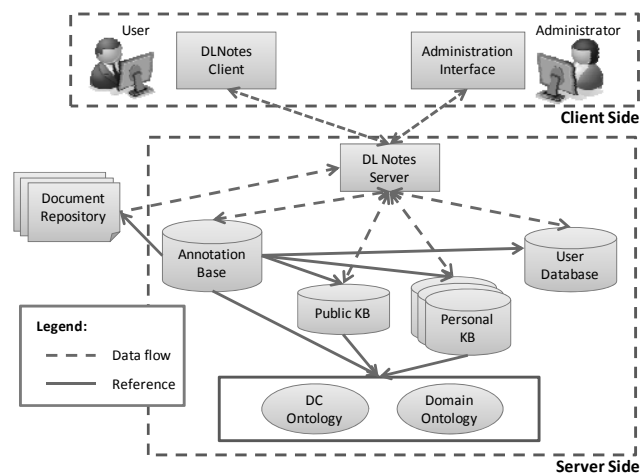 User
DLNotes
Client
Administration
Interface
Administrator
Client Side
DL Notes
Server
Document
Repository
Annotation
Base
User
Database
Public KB
Personal
KB
Legend:
Data flow
Reference
DC
Ontology
Domain
Ontology
Server Side